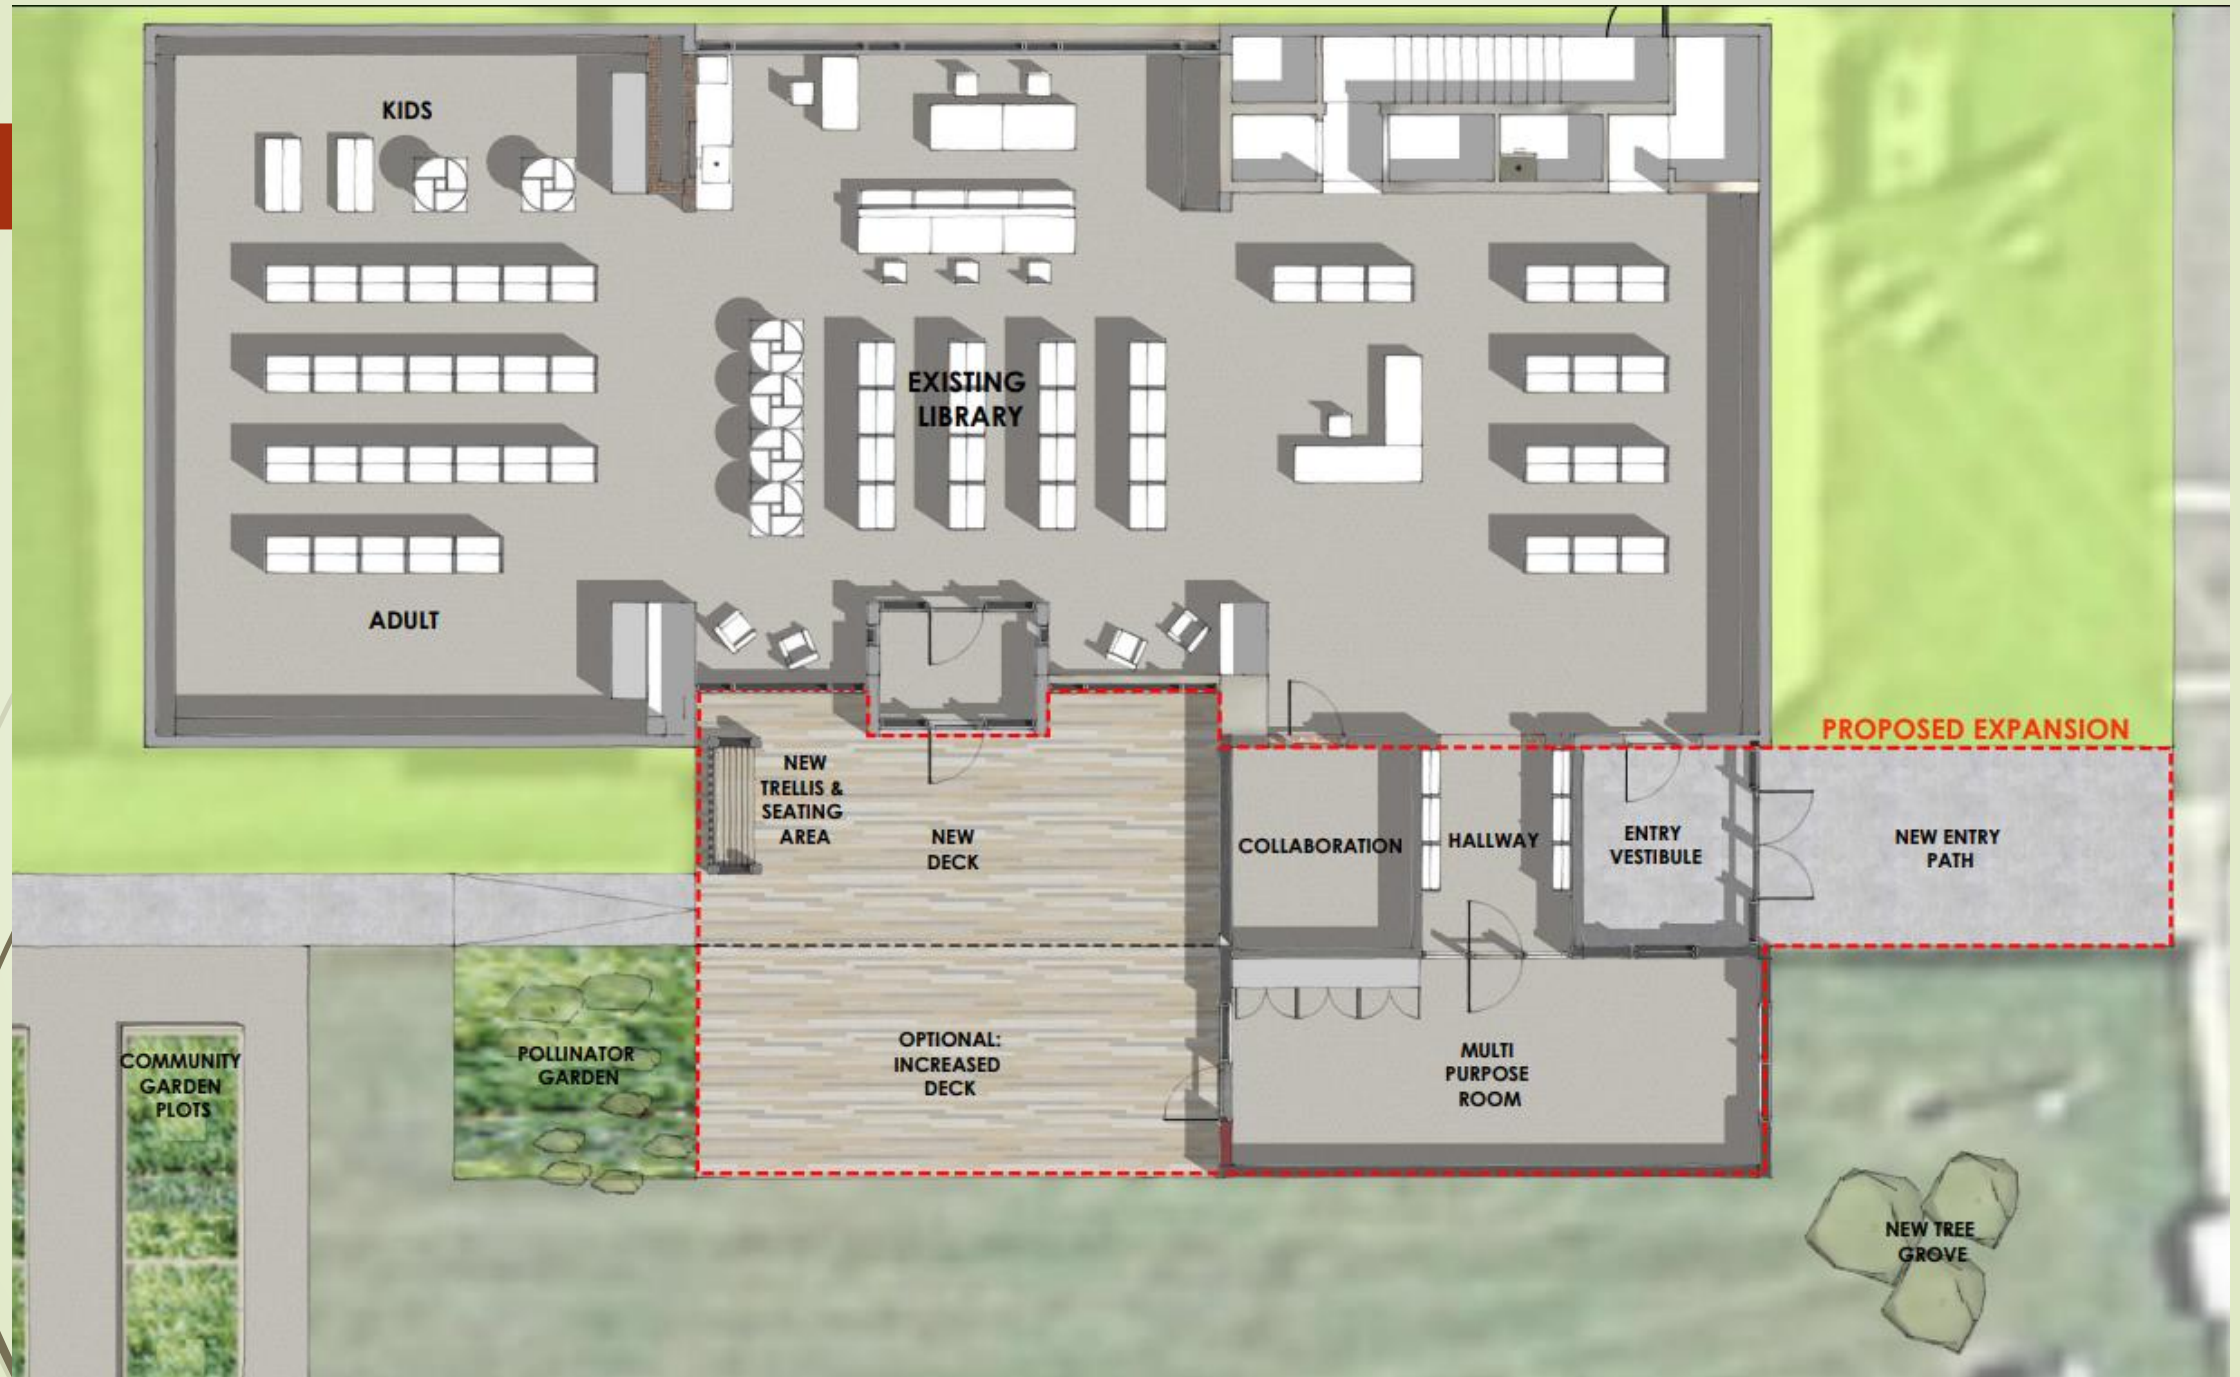 KIDS
EXISTING
LIBRARY
ADULT
PROPOSED EXPANSION
NEW
TRELLIS &
SEATING
AREA
NEW
DECK
COLLABORATION
HALLWAY
ENTRY
VESTIBULE
NEW ENTRY
PATH
COMMUNITY
GARDEN
PLOTS
POLLINATOR
GARDEN
OPTIONAL:
INCREASED
DECK
MULTI
PURPOSE
ROOM
NEW TREE
GROVE